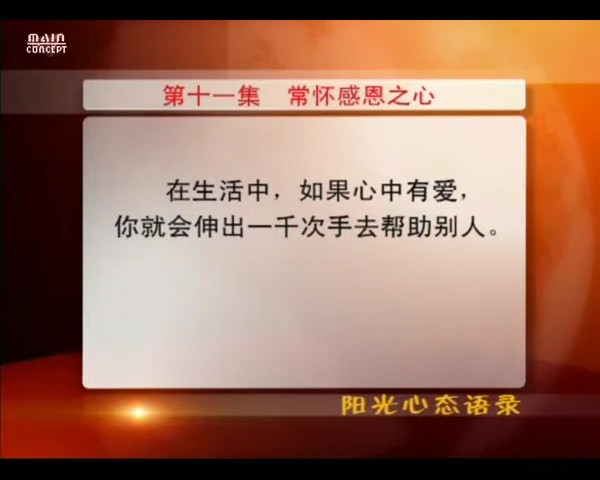 MAIN
CONCEPT
第十一集 常怀感恩之心
在生活中，如果心中有爱，
你就会伸出一千次手去帮助别人。
阳光心态语录